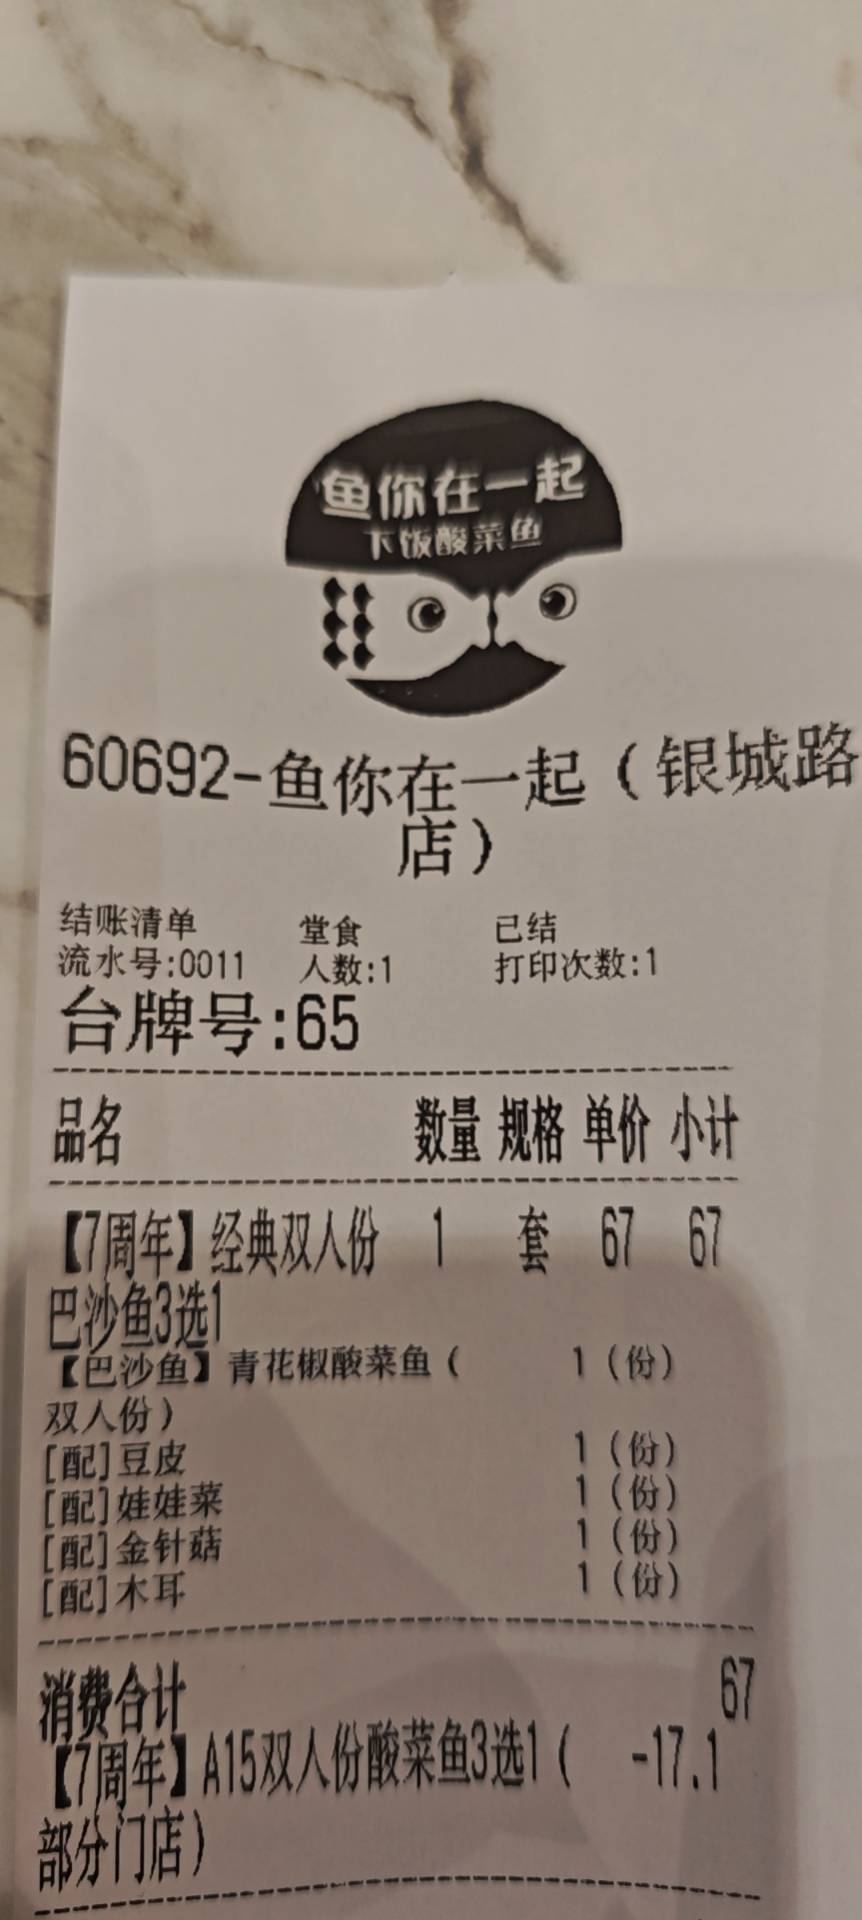 鱼你在一起
下饭酸菜鱼
60692-鱼你在一起(银城路
店)
结账清单 堂食 已结
流水号:0011 人数:1 打印次数:1
台牌号:65
品名 数量 规格 单价 小计
【7周年】经典双人份 1 套 67 67
巴沙鱼3选1
【巴沙鱼】青花椒酸菜鱼( 1(份)
双人份)
[配]豆皮 1(份)
[配]娃娃菜 1(份)
[配]金针菇 1(份)
[配]木耳 1(份)
消费合计 67
【7周年】A15双人份酸菜鱼3选1( -17.1
部分门店)